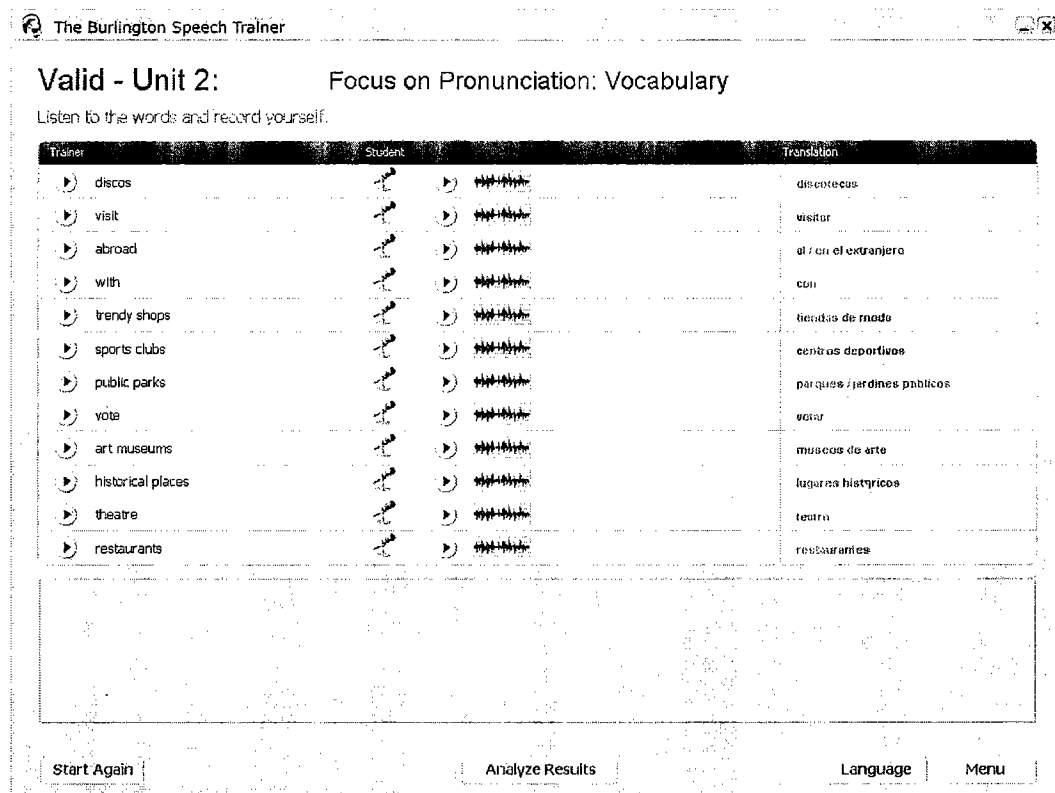 The Burlington Speech Trainer
Valid - Unit 2: Focus on Pronunciation: Vocabulary
Listen to the words and record yourself.
Trainer Student Translation
discos discotecas
visit visitar
abroad al / en el extranjero
with con
trendy shops tiendas de moda
sports clubs centros deportivos
public parks parques / jardines públicos
vote votar
art museums museos de arte
historical places lugares históricos
theatre teatro
restaurants restaurantes
Start Again Analyze Results Language Menu